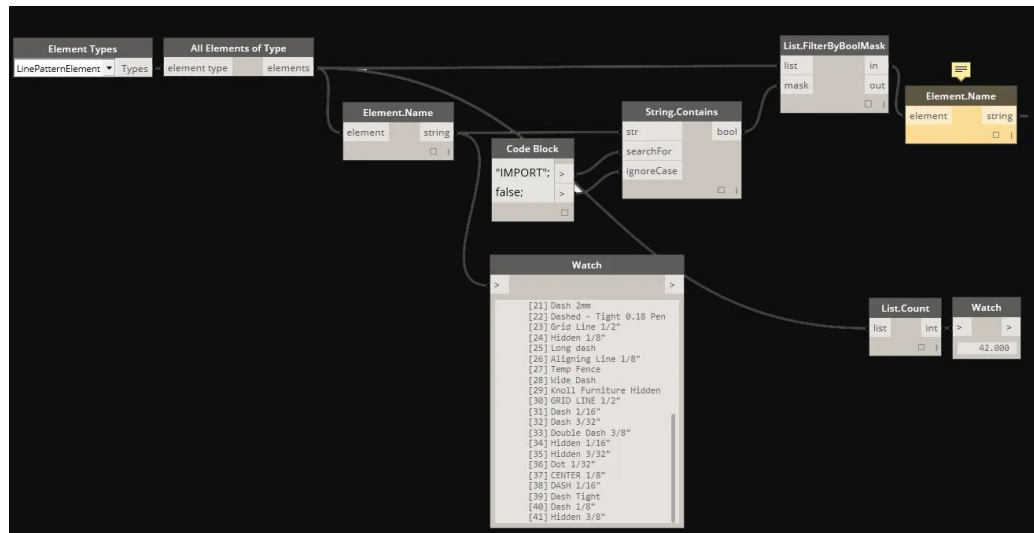 Element Types
LinePatternElement Types
All Elements of Type
element type elements
Element.Name
element string
Code Block
"IMPORT"; >
false; >
String.Contains
str bool
searchFor
ignoreCase
List.FilterByBoolMask
list in
mask out
Element.Name
element string
Watch
> >
[21] Dash 2mm
[22] Dashed - Tight 0.18 Pen
[23] Grid Line 1/2"
[24] Hidden 1/8"
[25] Long dash
[26] Aligning Line 1/8"
[27] Temp Fence
[28] Wide Dash
[29] Knoll Furniture Hidden
[30] GRID LINE 1/2"
[31] Dash 1/16"
[32] Dash 3/32"
[33] Double Dash 3/8"
[34] Hidden 1/16"
[35] Hidden 3/32"
[36] Dot 1/32"
[37] CENTER 1/8"
[38] DASH 1/16"
[39] Dash Tight
[40] Dash 1/8"
[41] Hidden 3/8"
List.Count
list int
Watch
> >
42.000